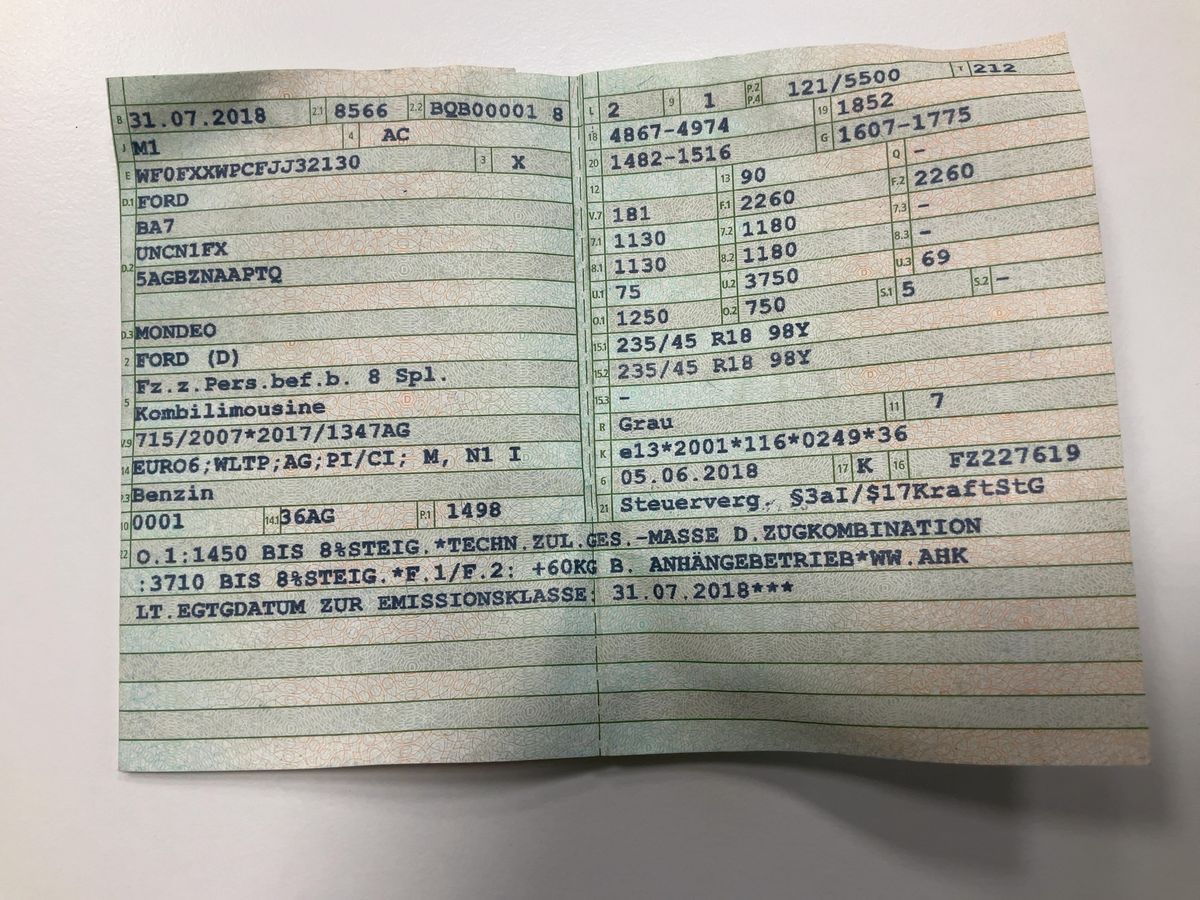 B 31.07.2018 2.1 8566 2.2 BQB00001 8
J M1 4 AC
E WF0FXXWPCFJJ32130 3 X
D.1 FORD
BA7
D.2 UNCN1FX
5AGBZNAAPTQ
D.3 MONDEO
2 FORD (D)
Fz.z.Pers.bef.b. 8 Spl.
5 Kombilimousine
V.9 715/2007*2017/1347AG
14 EURO6;WLTP;AG;PI/CI; M, N1 I
P.3 Benzin
10 0001 14.1 36AG P.1 1498
L 2 9 1 P.2 P.4 121/5500 T 212
18 4867-4974 19 1852
20 1482-1516 G 1607-1775
12 13 90 Q -
V.7 181 F.1 2260 F.2 2260
7.1 1130 7.2 1180 7.3 -
8.1 1130 8.2 1180 8.3 -
U.1 75 U.2 3750 U.3 69
O.1 1250 O.2 750 S.1 5 S.2 -
15.1 235/45 R18 98Y
15.2 235/45 R18 98Y
15.3 -
R Grau 11 7
K e13*2001*116*0249*36
6 05.06.2018 17 K 16 FZ227619
21 Steuerverg. §3aI/§17KraftStG
22 O.1:1450 BIS 8%STEIG.*TECHN.ZUL.GES.-MASSE D.ZUGKOMBINATION
:3710 BIS 8%STEIG.*F.1/F.2: +60KG B. ANHÄNGEBETRIEB*WW.AHK
LT.EGTGDATUM ZUR EMISSIONSKLASSE: 31.07.2018***